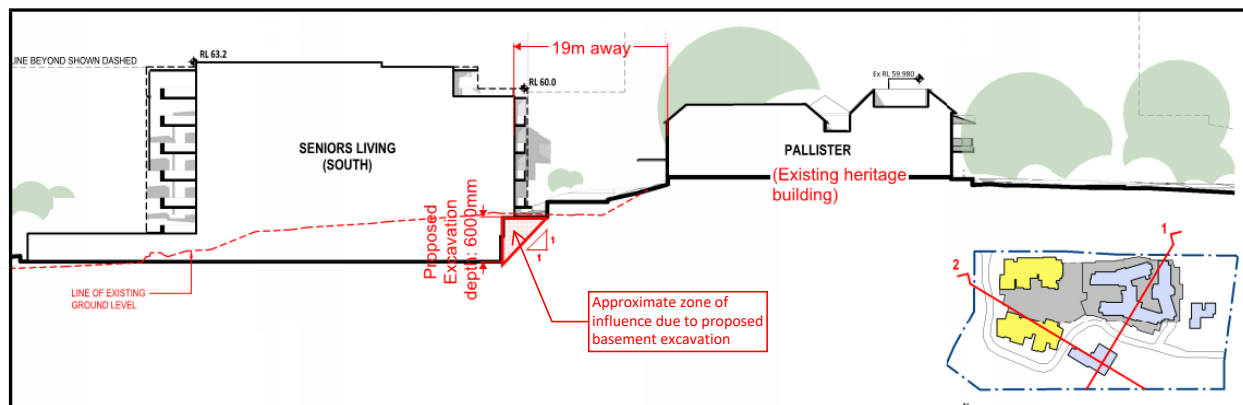 19m away
LINE BEYOND SHOWN DASHED
RL 63.2
RL 60.0
Ex RL 59.980
SENIORS LIVING
(SOUTH)
PALLISTER
(Existing heritage
building)
Proposed
Excavation
depth: 6000mm
1
1
LINE OF EXISTING
GROUND LEVEL
Approximate zone of
influence due to proposed
basement excavation
1
2